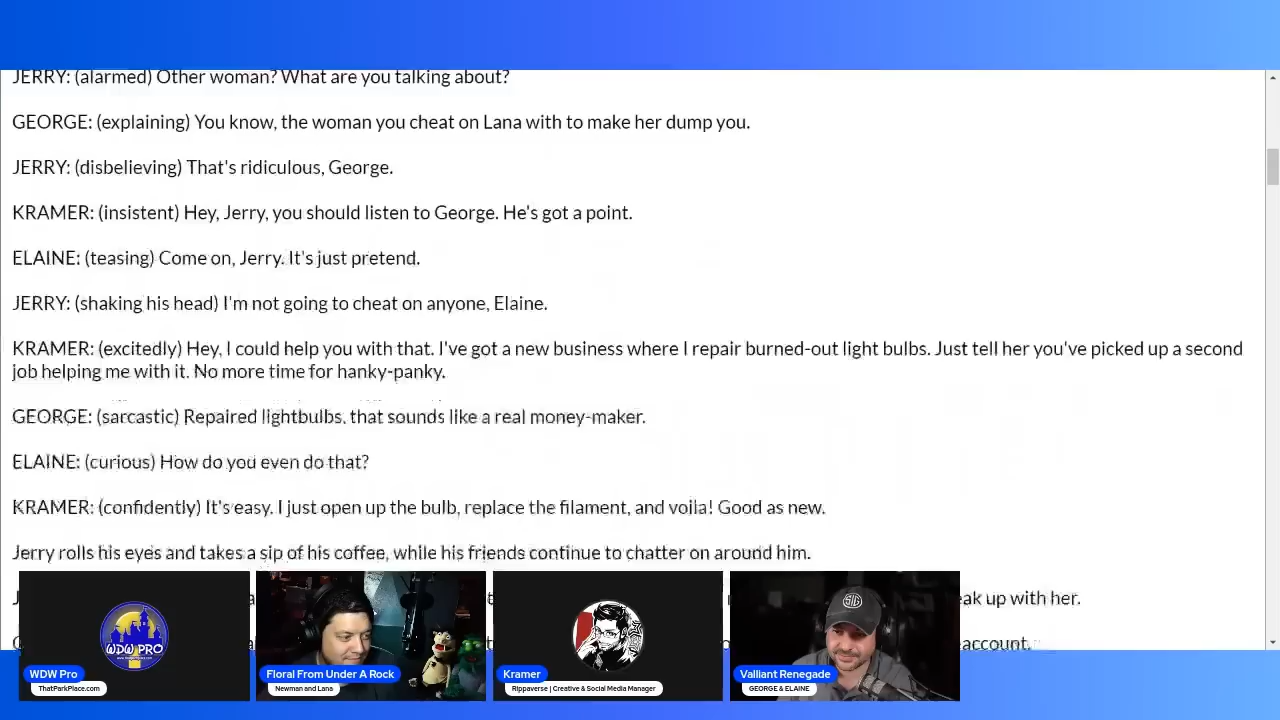 JERRY: (alarmed) Other woman? What are you talking about?
GEORGE: (explaining) You know, the woman you cheat on Lana with to make her dump you.
JERRY: (disbelieving) That's ridiculous, George.
KRAMER: (insistent) Hey, Jerry, you should listen to George. He's got a point.
ELAINE: (teasing) Come on, Jerry. It's just pretend.
JERRY: (shaking his head) I'm not going to cheat on anyone, Elaine.
KRAMER: (excitedly) Hey, I could help you with that. I've got a new business where I repair burned-out light bulbs. Just tell her you've picked up a second
job helping me with it. No more time for hanky-panky.
GEORGE: (sarcastic) Repaired lightbulbs, that sounds like a real money-maker.
ELAINE: (curious) How do you even do that?
KRAMER: (confidently) It's easy. I just open up the bulb, replace the filament, and voila! Good as new.
Jerry rolls his eyes and takes a sip of his coffee, while his friends continue to chatter on around him.
up with her.
account.
WDW PRO
WDW Pro
ThatParkPlace.com
Floral From Under A Rock
Newman and Lana
Kramer
Rippaverse | Creative & Social Media Manager
Valliant Renegade
GEORGE & ELAINE